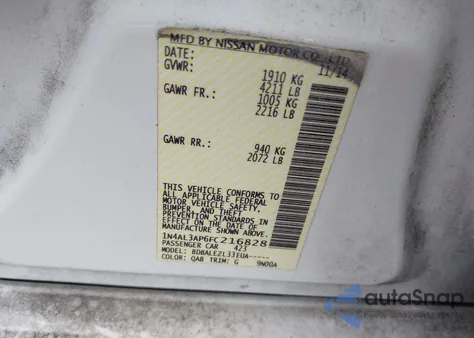 MFD BY NISSAN MOTOR CO., LTD.
DATE: 11/14
GVWR: 1910 KG
4211 LB
GAWR FR.: 1005 KG
2216 LB
GAWR RR.: 940 KG
2072 LB
THIS VEHICLE CONFORMS TO
ALL APPLICABLE FEDERAL
MOTOR VEHICLE SAFETY,
BUMPER, AND THEFT
PREVENTION STANDARDS IN
EFFECT ON THE DATE OF
MANUFACTURE SHOWN ABOVE.
1N4AL3AP6FC216828
PASSENGER CAR 423
MODEL: BDBALEZL33EUA-----
COLOR: QAB TRIM: G 9N00A
autoSnap